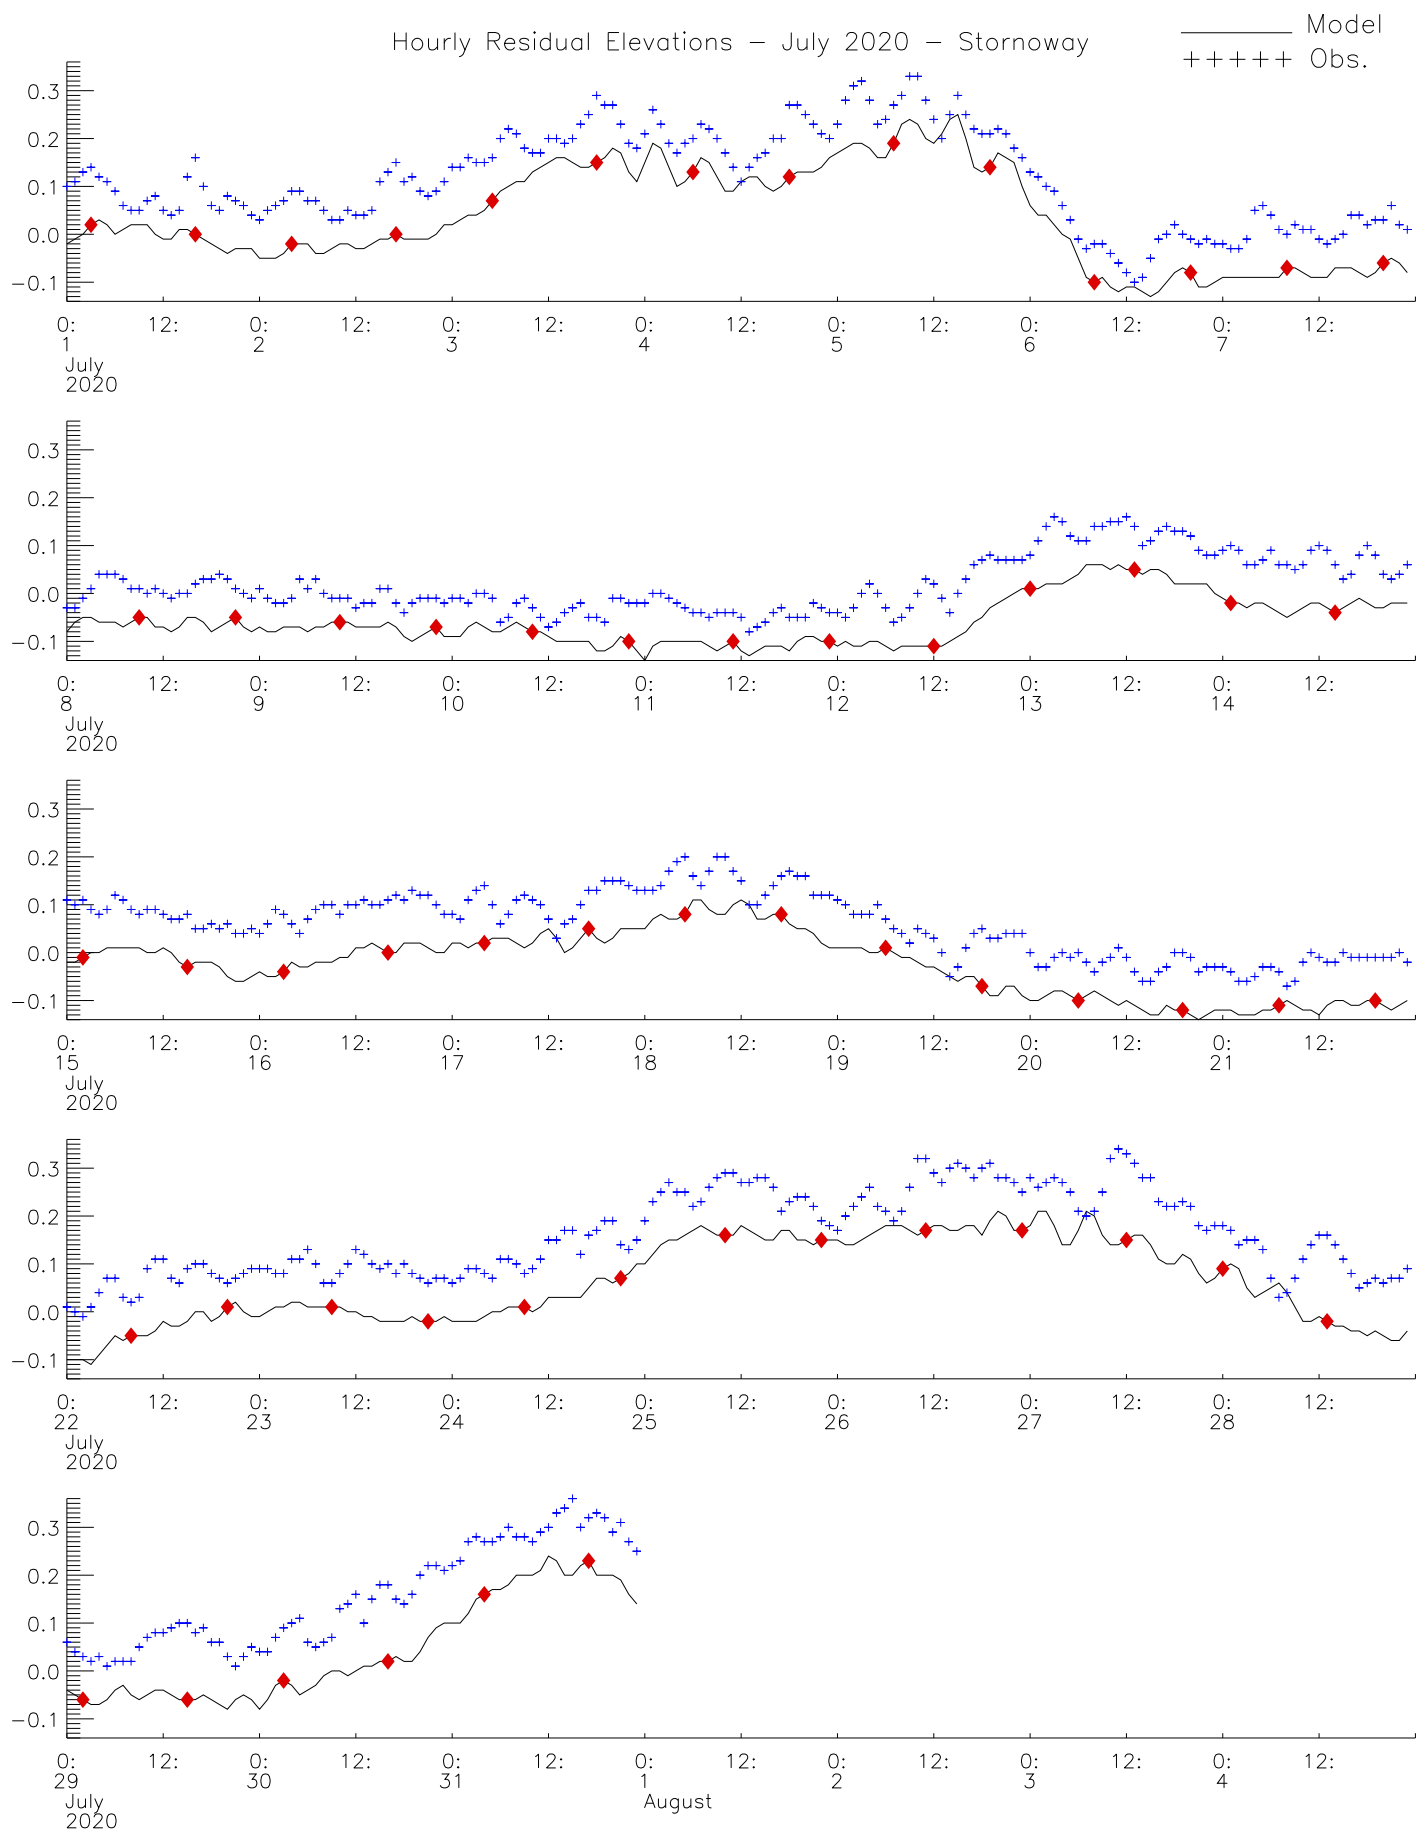 Hourly Residual Elevations − July 2020 − Stornoway
Model
+++++ Obs.
0.3
0.2
0.1
0.0
−0.1
0: 12: 0: 12: 0: 12: 0: 12: 0: 12: 0: 12: 0: 12:
1 2 3 4 5 6 7
July
2020
0.3
0.2
0.1
0.0
−0.1
0: 12: 0: 12: 0: 12: 0: 12: 0: 12: 0: 12: 0: 12:
8 9 10 11 12 13 14
July
2020
0.3
0.2
0.1
0.0
−0.1
0: 12: 0: 12: 0: 12: 0: 12: 0: 12: 0: 12: 0: 12:
15 16 17 18 19 20 21
July
2020
0.3
0.2
0.1
0.0
−0.1
0: 12: 0: 12: 0: 12: 0: 12: 0: 12: 0: 12: 0: 12:
22 23 24 25 26 27 28
July
2020
0.3
0.2
0.1
0.0
−0.1
0: 12: 0: 12: 0: 12: 0: 12: 0: 12: 0: 12: 0: 12:
29 30 31 1 2 3 4
July August
2020